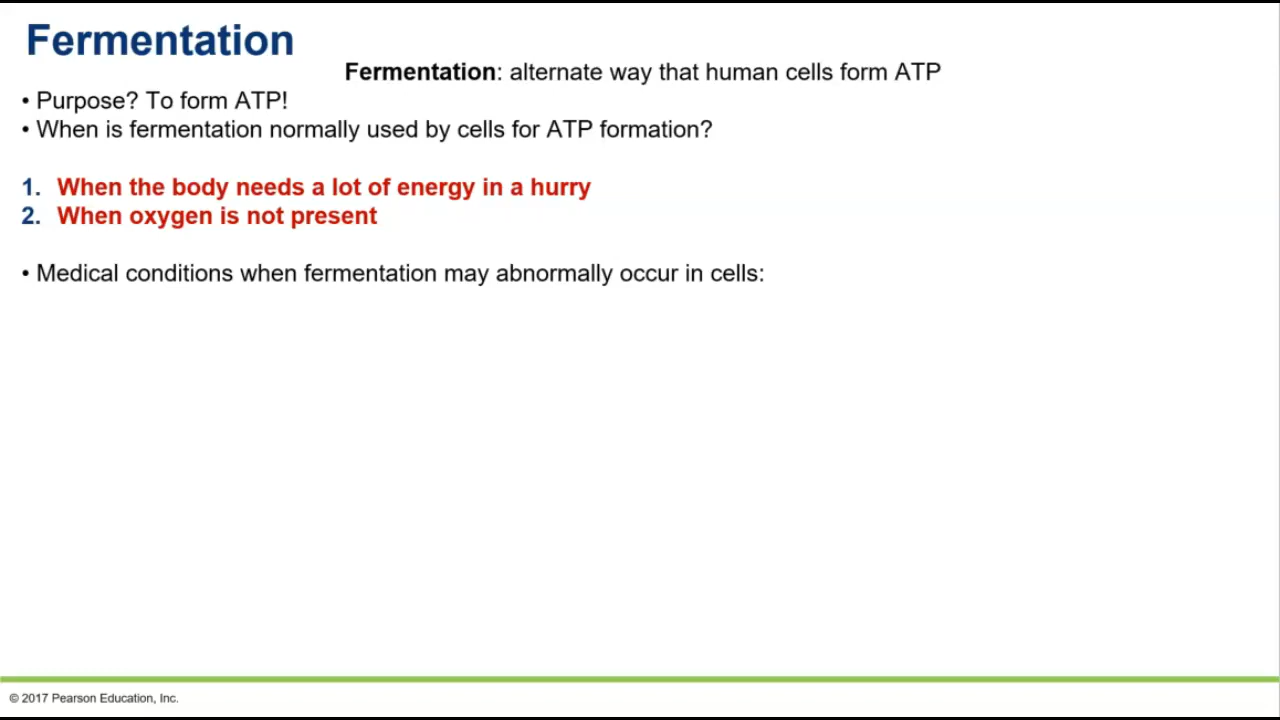 Fermentation
Fermentation: alternate way that human cells form ATP
• Purpose? To form ATP!
• When is fermentation normally used by cells for ATP formation?
1. When the body needs a lot of energy in a hurry
2. When oxygen is not present
• Medical conditions when fermentation may abnormally occur in cells:
© 2017 Pearson Education, Inc.